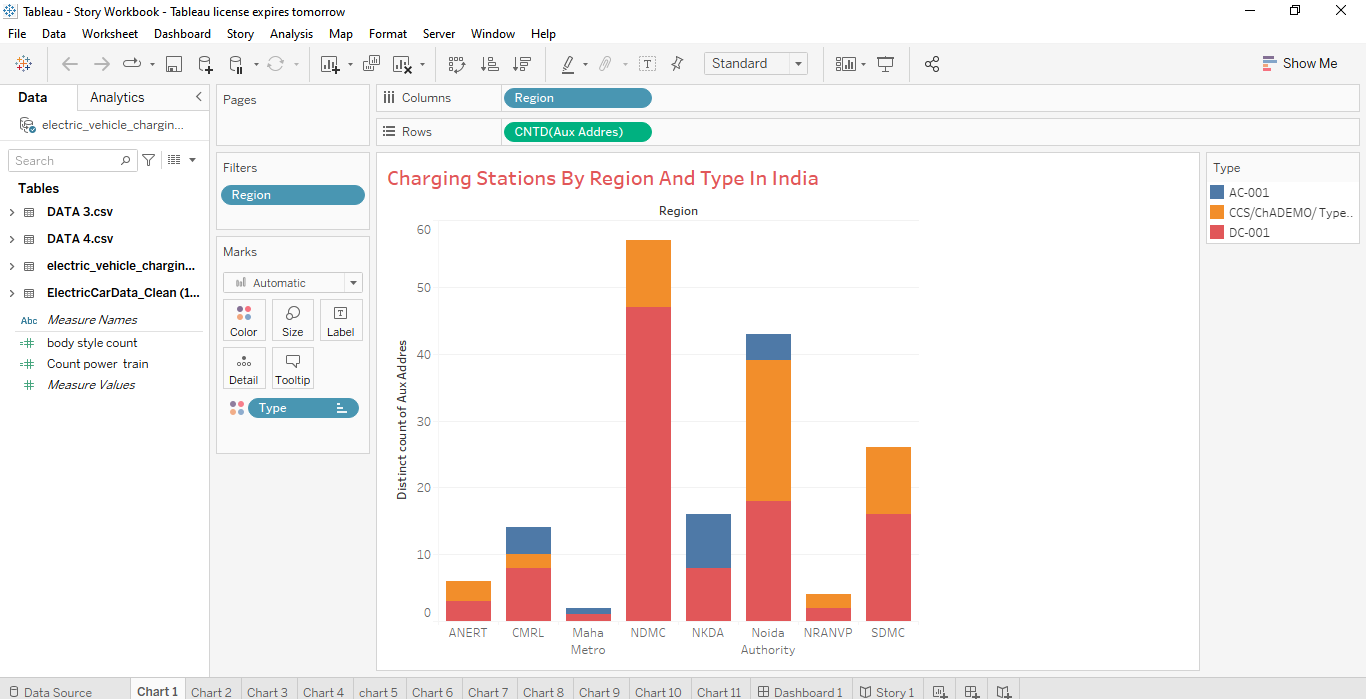 Tableau - Story Workbook - Tableau license expires tomorrow
File Data Worksheet Dashboard Story Analysis Map Format Server Window Help
Standard
Show Me
Data Analytics
electric_vehicle_chargin...
Search
Tables
DATA 3.csv
DATA 4.csv
electric_vehicle_chargin...
ElectricCarData_Clean (1...
Abc Measure Names
body style count
Count power train
Measure Values
Pages
Filters
Region
Marks
Automatic
Color Size Label
Detail Tooltip
Type
Columns Region
Rows CNTD(Aux Addres)
Charging Stations By Region And Type In India
Region
Distinct count of Aux Addres
60
50
40
30
20
10
0
ANERT CMRL Maha Metro NDMC NKDA Noida Authority NRANVP SDMC
Type
AC-001
CCS/ChADEMO/ Type..
DC-001
Data Source Chart 1 Chart 2 Chart 3 Chart 4 chart 5 Chart 6 Chart 7 Chart 8 Chart 9 Chart 10 Chart 11 Dashboard 1 Story 1